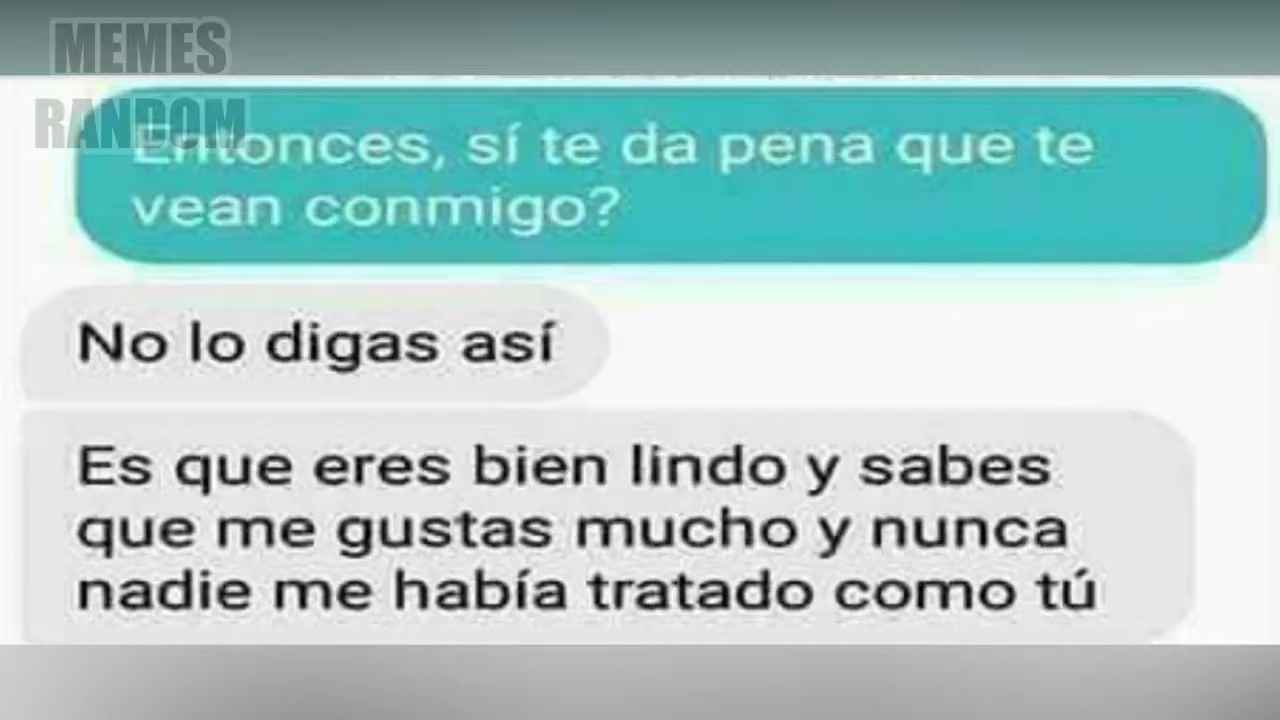 MEMES
RANDOM
Entonces, sí te da pena que te
vean conmigo?
No lo digas así
Es que eres bien lindo y sabes
que me gustas mucho y nunca
nadie me había tratado como tú